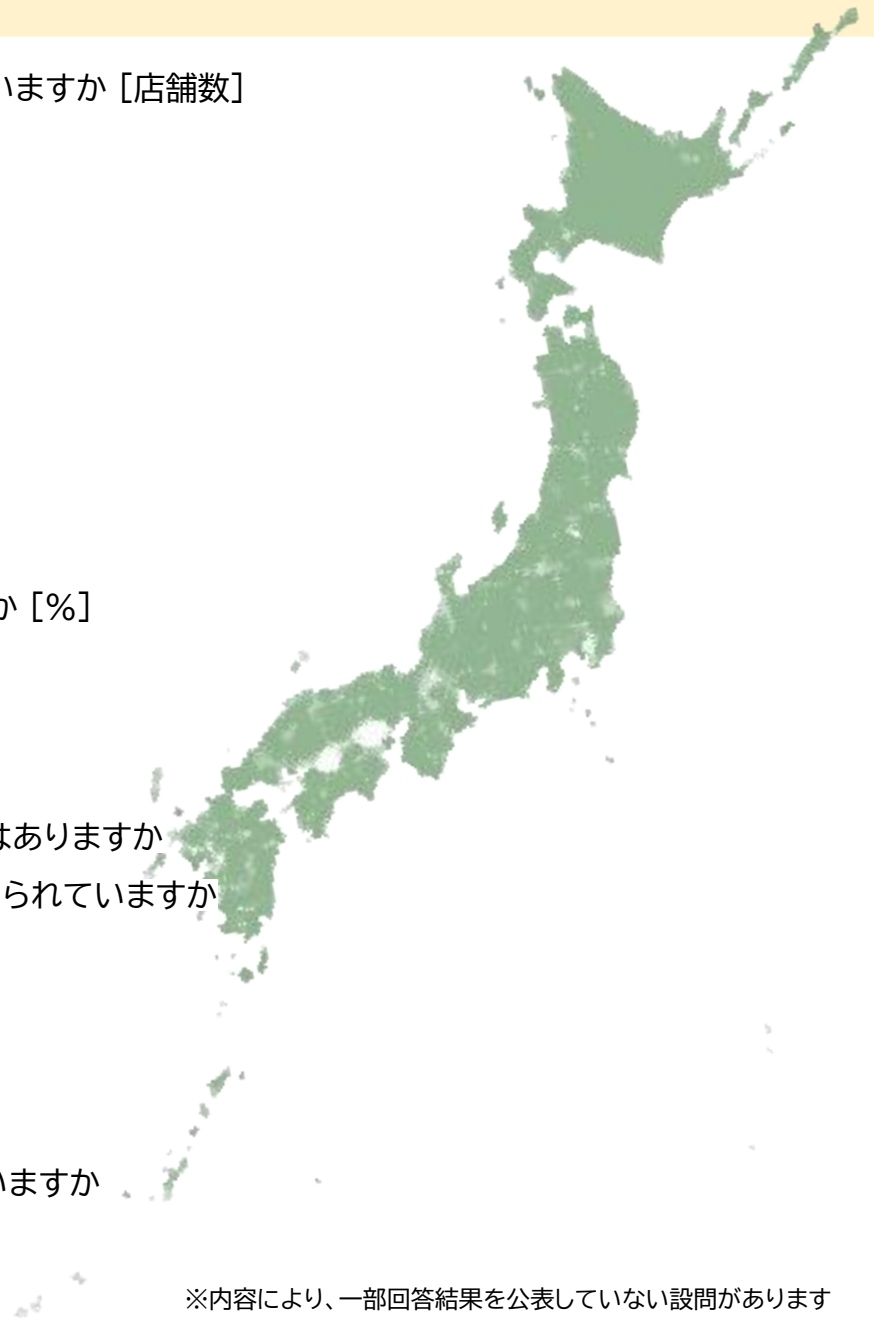 いますか [店舗数]
か [%]
はありますか
られていますか
いますか
※内容により、一部回答結果を公表していない設問があります